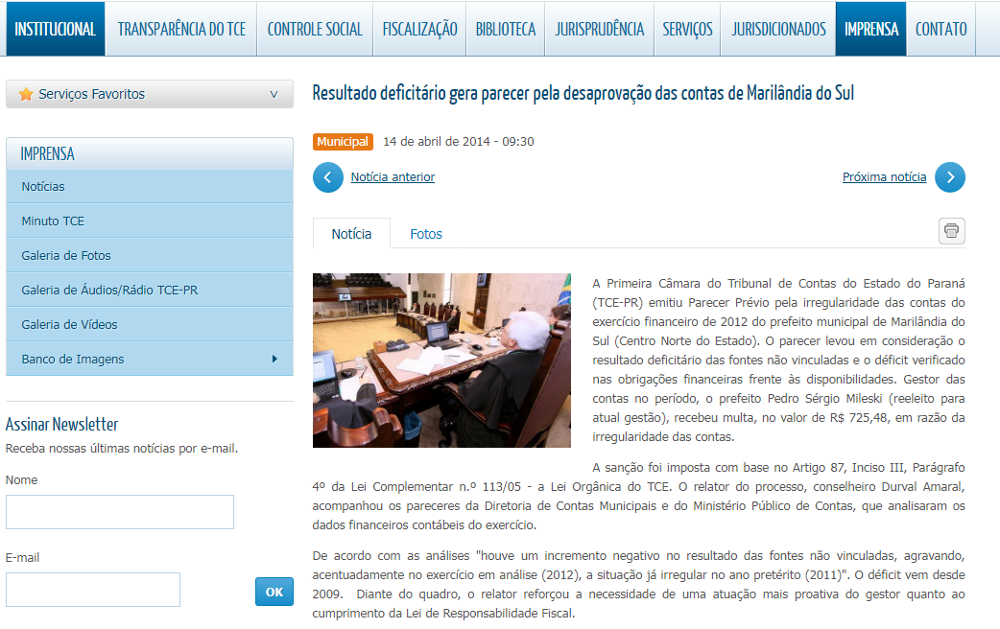 INSTITUCIONAL TRANSPARÊNCIA DO TCE CONTROLE SOCIAL FISCALIZAÇÃO BIBLIOTECA JURISPRUDÊNCIA SERVIÇOS JURISDICIONADOS IMPRENSA CONTATO
Serviços Favoritos
IMPRENSA
Notícias
Minuto TCE
Galeria de Fotos
Galeria de Áudios/Rádio TCE-PR
Galeria de Vídeos
Banco de Imagens
Assinar Newsletter
Receba nossas últimas notícias por e-mail.
Nome
E-mail
OK
Resultado deficitário gera parecer pela desaprovação das contas de Marilândia do Sul
Municipal 14 de abril de 2014 - 09:30
Notícia anterior Próxima notícia
Notícia Fotos
A Primeira Câmara do Tribunal de Contas do Estado do Paraná
(TCE-PR) emitiu Parecer Prévio pela irregularidade das contas do
exercício financeiro de 2012 do prefeito municipal de Marilândia do
Sul (Centro Norte do Estado). O parecer levou em consideração o
resultado deficitário das fontes não vinculadas e o déficit verificado
nas obrigações financeiras frente às disponibilidades. Gestor das
contas no período, o prefeito Pedro Sérgio Mileski (reeleito para
atual gestão), recebeu multa, no valor de R$ 725,48, em razão da
irregularidade das contas.
A sanção foi imposta com base no Artigo 87, Inciso III, Parágrafo
4º da Lei Complementar n.º 113/05 - a Lei Orgânica do TCE. O relator do processo, conselheiro Durval Amaral,
acompanhou os pareceres da Diretoria de Contas Municipais e do Ministério Público de Contas, que analisaram os
dados financeiros contábeis do exercício.
De acordo com as análises "houve um incremento negativo no resultado das fontes não vinculadas, agravando,
acentuadamente no exercício em análise (2012), a situação já irregular no ano pretérito (2011)". O déficit vem desde
2009. Diante do quadro, o relator reforçou a necessidade de uma atuação mais proativa do gestor quanto ao
cumprimento da Lei de Responsabilidade Fiscal.